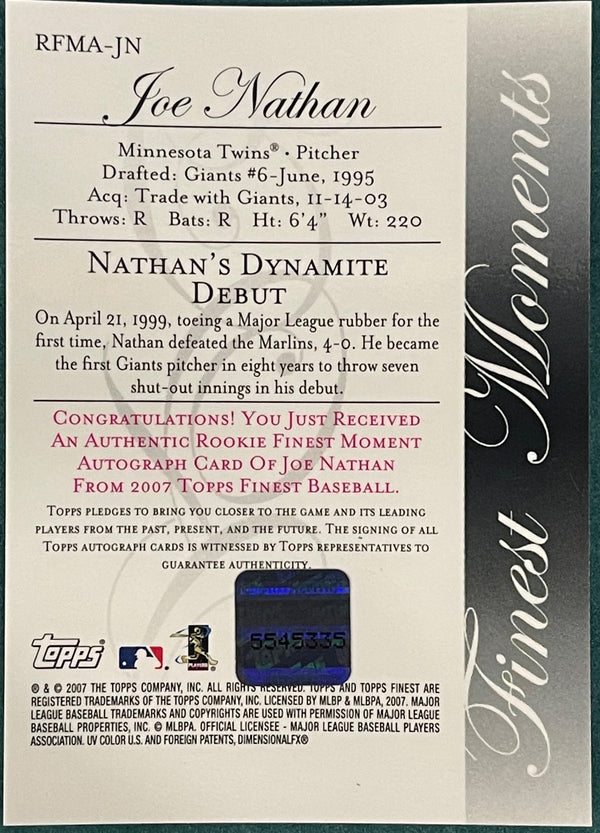 RFMA-JN
Joe Nathan
Minnesota Twins® • Pitcher
Drafted: Giants #6-June, 1995
Acq: Trade with Giants, 11-14-03
Throws: R Bats: R Ht: 6'4" Wt: 220
Nathan's Dynamite
Debut
On April 21, 1999, toeing a Major League rubber for the
first time, Nathan defeated the Marlins, 4-0. He became
the first Giants pitcher in eight years to throw seven
shut-out innings in his debut.
Congratulations! You Just Received
An Authentic Rookie Finest Moment
Autograph Card Of Joe Nathan
From 2007 Topps Finest Baseball.
Topps pledges to bring you closer to the game and its leading
players from the past, present, and the future. The signing of all
Topps autograph cards is witnessed by Topps representatives to
guarantee authenticity.
5545335
Topps
PLAYERS
® & © 2007 THE TOPPS COMPANY, INC. ALL RIGHTS RESERVED. TOPPS AND TOPPS FINEST ARE
REGISTERED TRADEMARKS OF THE TOPPS COMPANY, INC. LICENSED BY MLBP & MLBPA, 2007. MAJOR
LEAGUE BASEBALL TRADEMARKS AND COPYRIGHTS ARE USED WITH PERMISSION OF MAJOR LEAGUE
BASEBALL PROPERTIES, INC. © MLBPA. OFFICIAL LICENSEE - MAJOR LEAGUE BASEBALL PLAYERS
ASSOCIATION. UV COLOR U.S. AND FOREIGN PATENTS, DIMENSIONALFX®
Finest Moments